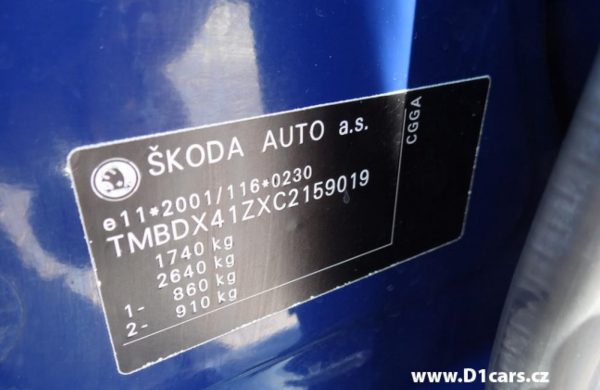 ŠKODA AUTO a.s.
CGGA
e11*2001/116*0230
TMBDX41ZXC2159019
1740 kg
2640 kg
1- 860 kg
2- 910 kg
www.D1cars.cz